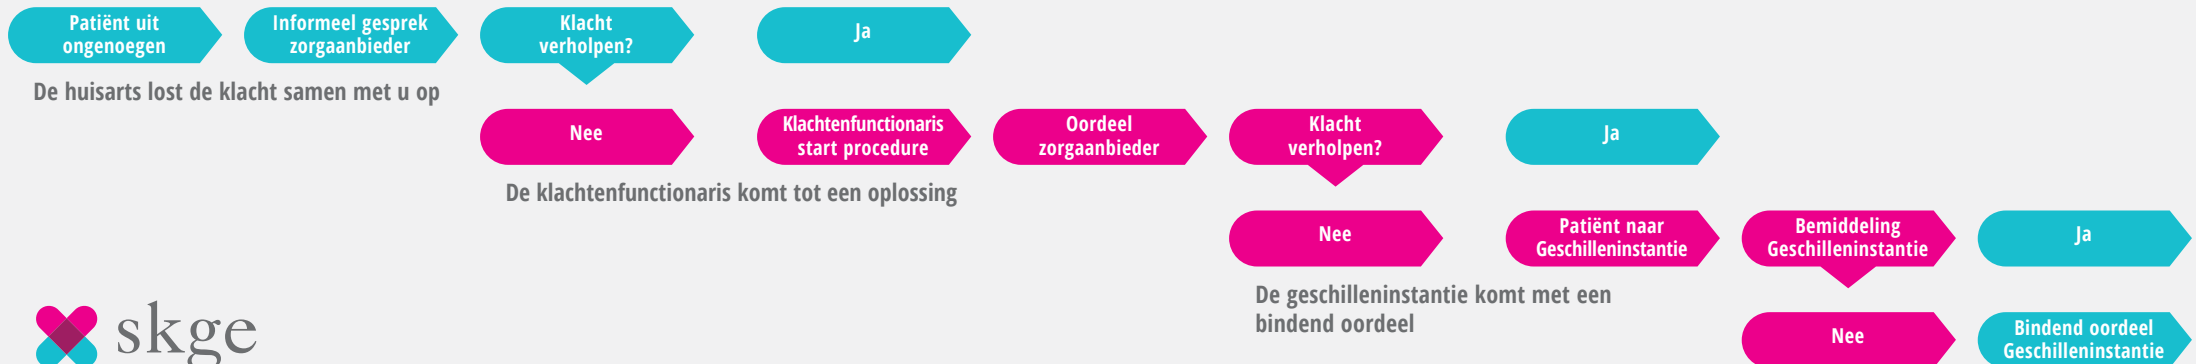 Patiënt uit
ongenoegen
Informeel gesprek
zorgaanbieder
Klacht
verholpen?
Ja
De huisarts lost de klacht samen met u op
Nee
Klachtenfunctionaris
start procedure
Oordeel
zorgaanbieder
Klacht
verholpen?
Ja
De klachtenfunctionaris komt tot een oplossing
Nee
Patiënt naar
Geschilleninstantie
Bemiddeling
Geschilleninstantie
Ja
De geschilleninstantie komt met een
bindend oordeel
Nee
Bindend oordeel
Geschilleninstantie
skge